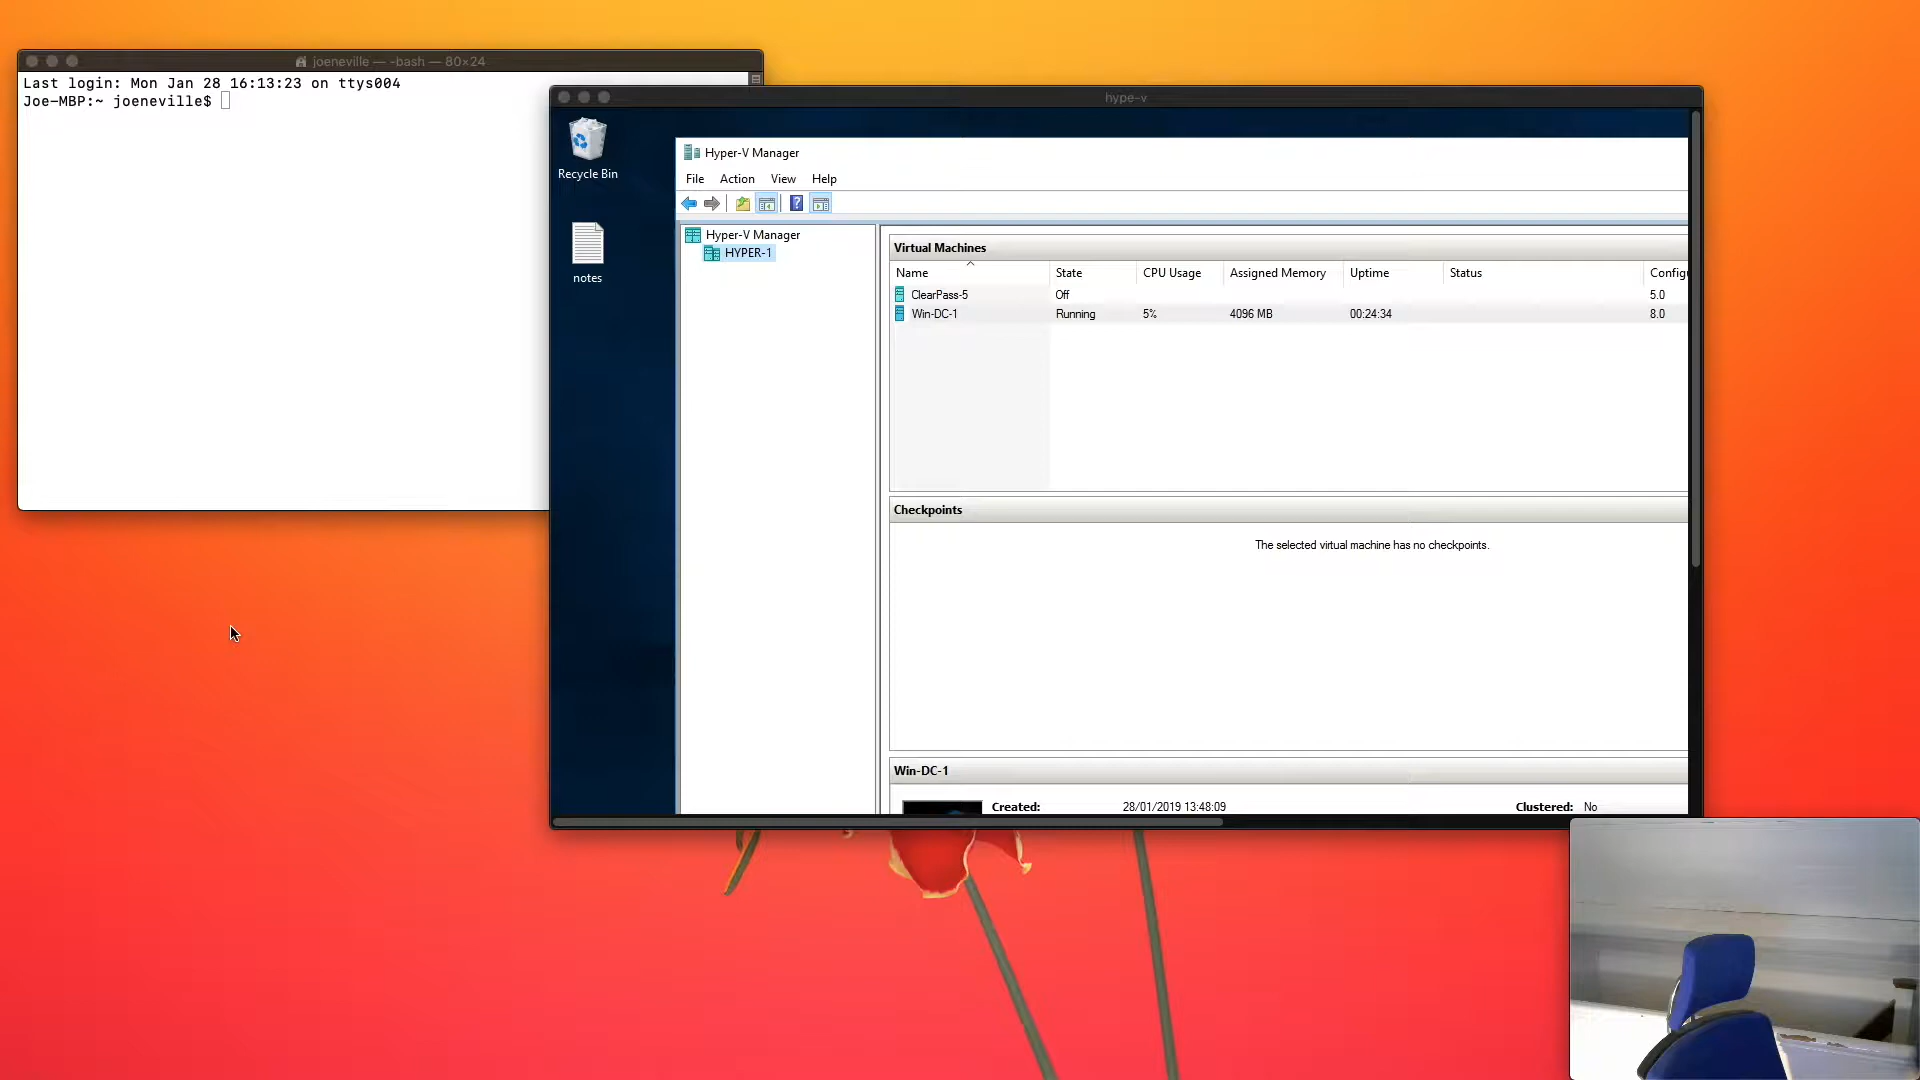 joeneville — -bash — 80×24
Last login: Mon Jan 28 16:13:23 on ttys004
Joe-MBP:~ joeneville$
hype-v
Recycle Bin
notes
Hyper-V Manager
File Action View Help
Hyper-V Manager
HYPER-1
Virtual Machines
Name State CPU Usage Assigned Memory Uptime Status Configu
ClearPass-5 Off 5.0
Win-DC-1 Running 5% 4096 MB 00:24:34 8.0
Checkpoints
The selected virtual machine has no checkpoints.
Win-DC-1
Created: 28/01/2019 13:48:09 Clustered: No